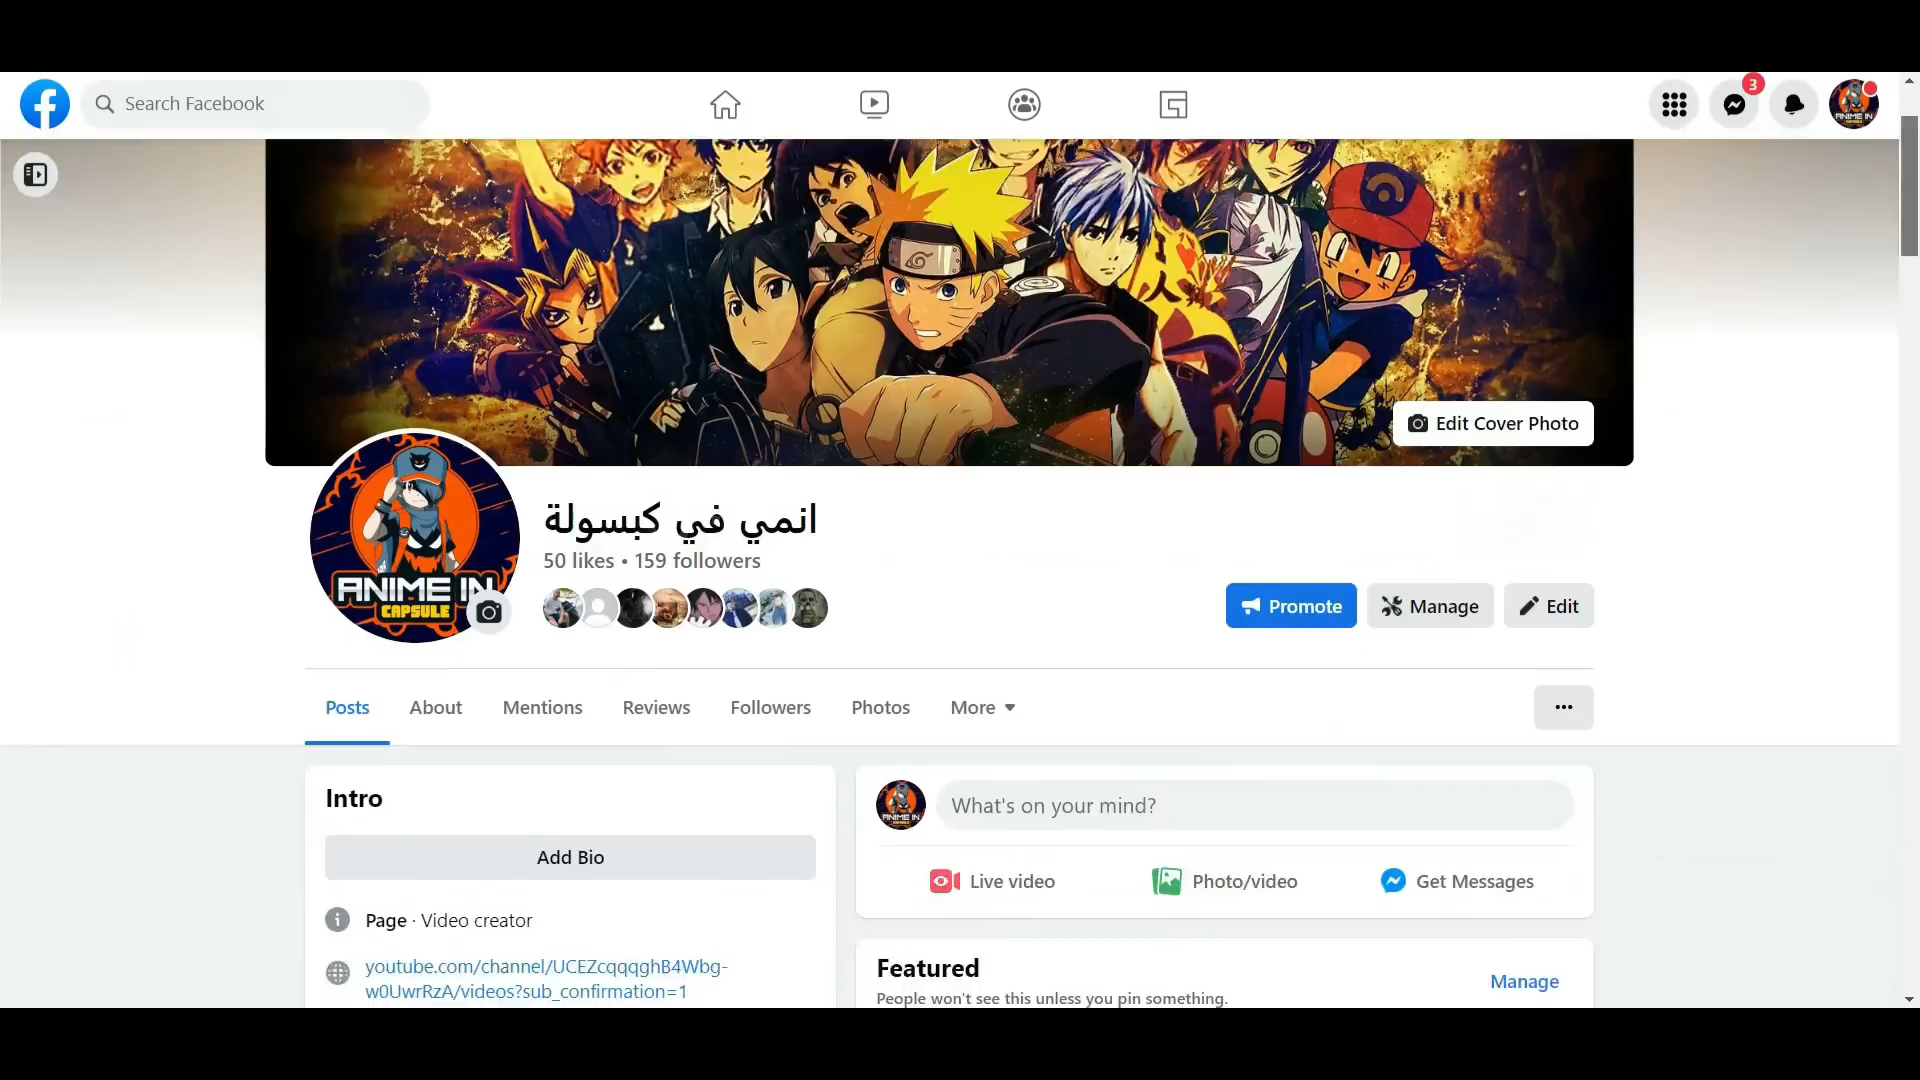 Search Facebook
3
Edit Cover Photo
ANIME IN
CAPSULE
انمي في كبسولة
50 likes • 159 followers
Promote
Manage
Edit
Posts
About
Mentions
Reviews
Followers
Photos
More
Intro
Add Bio
Page · Video creator
youtube.com/channel/UCEZcqqqghB4Wbg-
w0UwrRzA/videos?sub_confirmation=1
What's on your mind?
Live video
Photo/video
Get Messages
Featured
Manage
People won't see this unless you pin something.